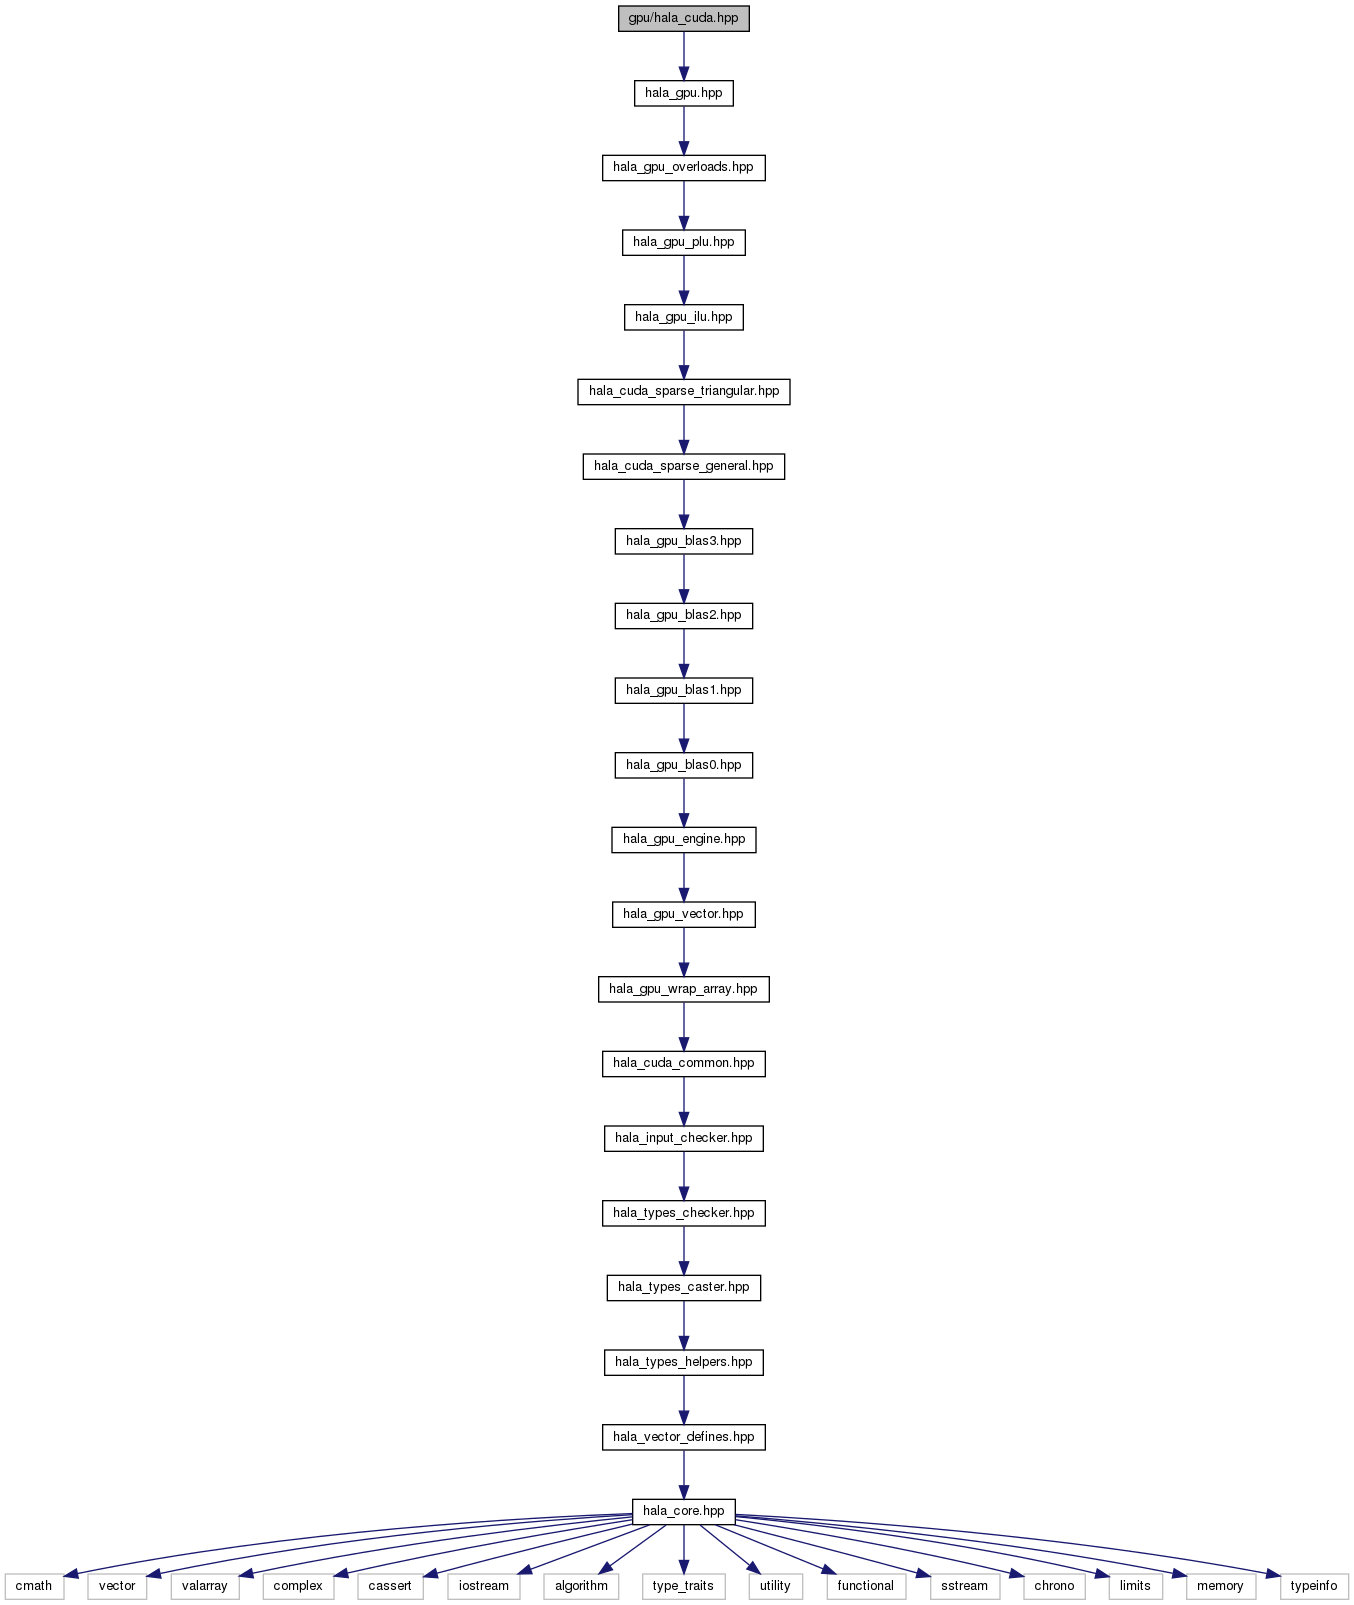 gpu/hala_cuda.hpp
hala_gpu.hpp
hala_gpu_overloads.hpp
hala_gpu_plu.hpp
hala_gpu_ilu.hpp
hala_cuda_sparse_triangular.hpp
hala_cuda_sparse_general.hpp
hala_gpu_blas3.hpp
hala_gpu_blas2.hpp
hala_gpu_blas1.hpp
hala_gpu_blas0.hpp
hala_gpu_engine.hpp
hala_gpu_vector.hpp
hala_gpu_wrap_array.hpp
hala_cuda_common.hpp
hala_input_checker.hpp
hala_types_checker.hpp
hala_types_caster.hpp
hala_types_helpers.hpp
hala_vector_defines.hpp
hala_core.hpp
cmath vector valarray complex cassert iostream algorithm type_traits utility functional sstream chrono limits memory typeinfo